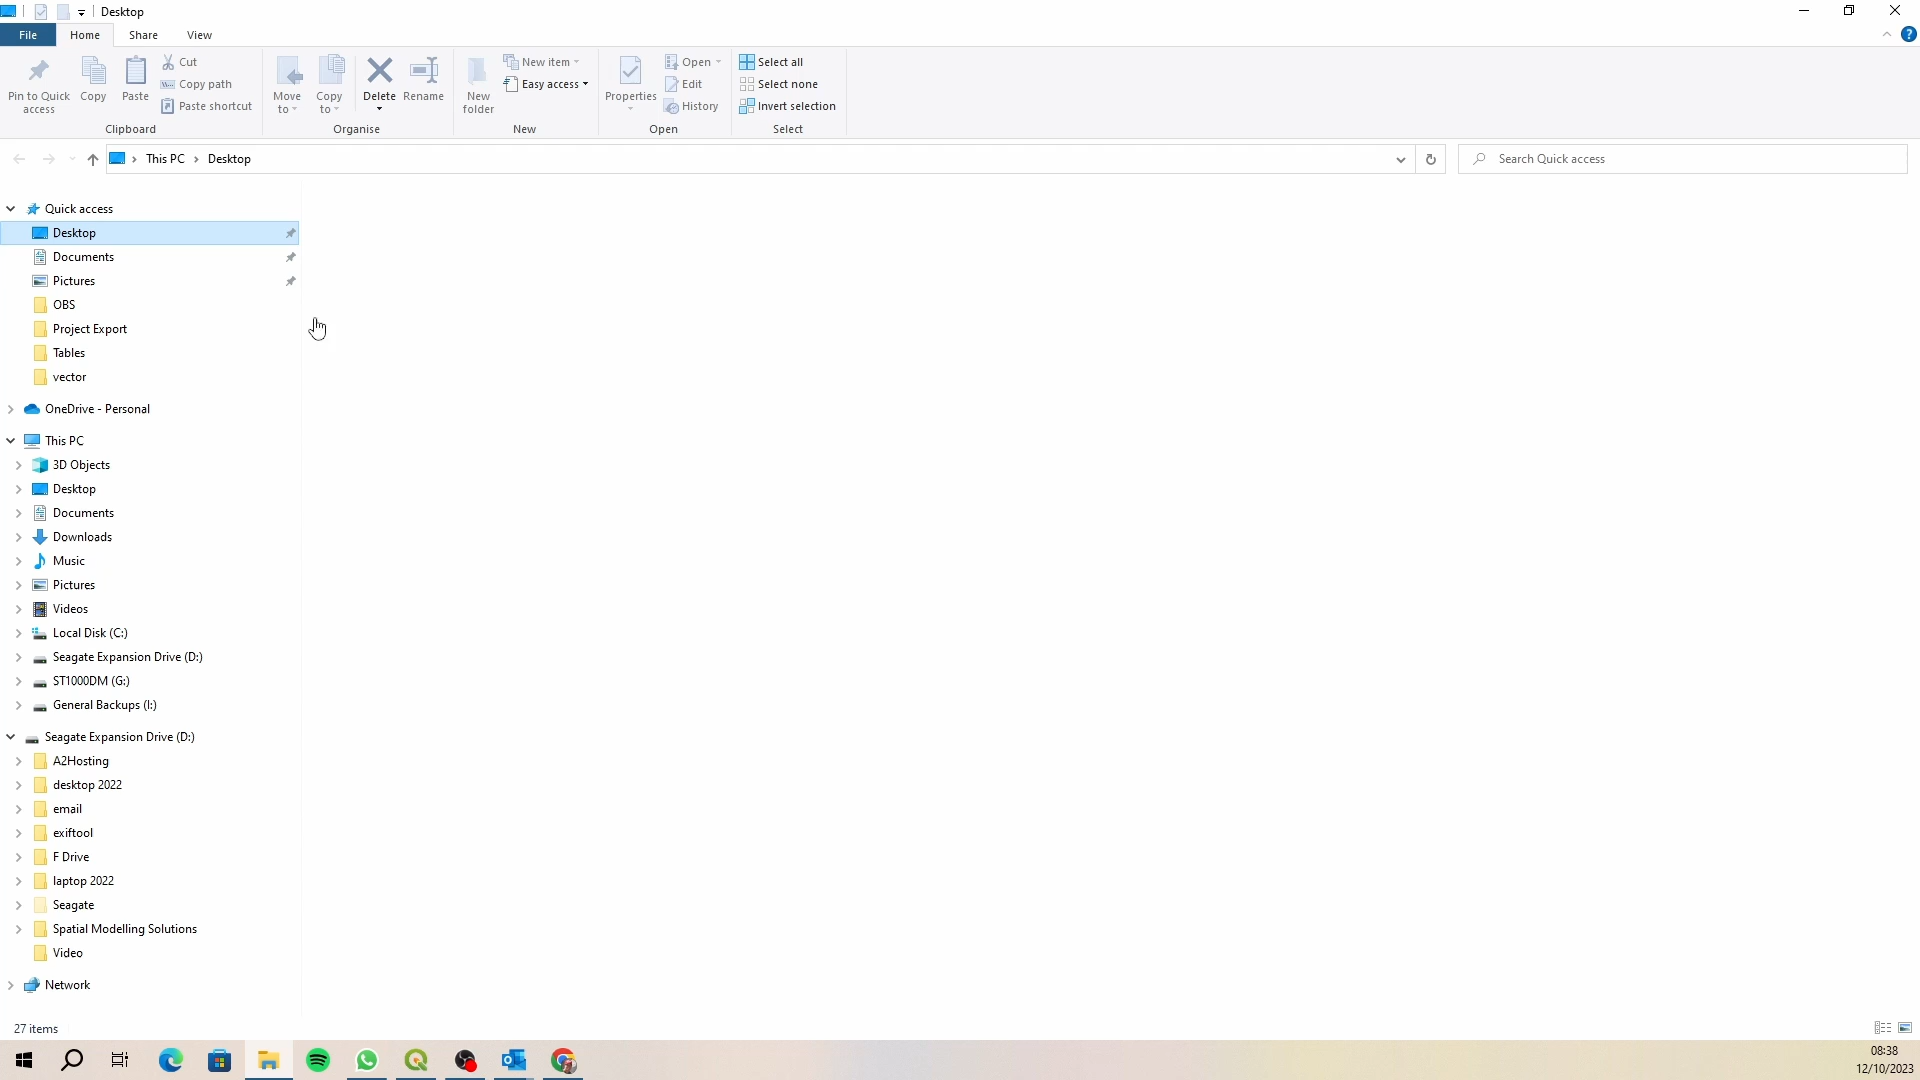 Desktop
File Home Share View
Pin to Quick access
Copy
Paste
Cut
Copy path
Paste shortcut
Clipboard
Move to
Copy to
Delete
Rename
Organise
New folder
New item
Easy access
New
Properties
Open
Edit
History
Open
Select all
Select none
Invert selection
Select
This PC > Desktop
Search Quick access
Quick access
Desktop
Documents
Pictures
OBS
Project Export
Tables
vector
OneDrive - Personal
This PC
3D Objects
Desktop
Documents
Downloads
Music
Pictures
Videos
Local Disk (C:)
Seagate Expansion Drive (D:)
ST1000DM (G:)
General Backups (I:)
Seagate Expansion Drive (D:)
A2Hosting
desktop 2022
email
exiftool
F Drive
laptop 2022
Seagate
Spatial Modelling Solutions
Video
Network
27 items
08:38
12/10/2023